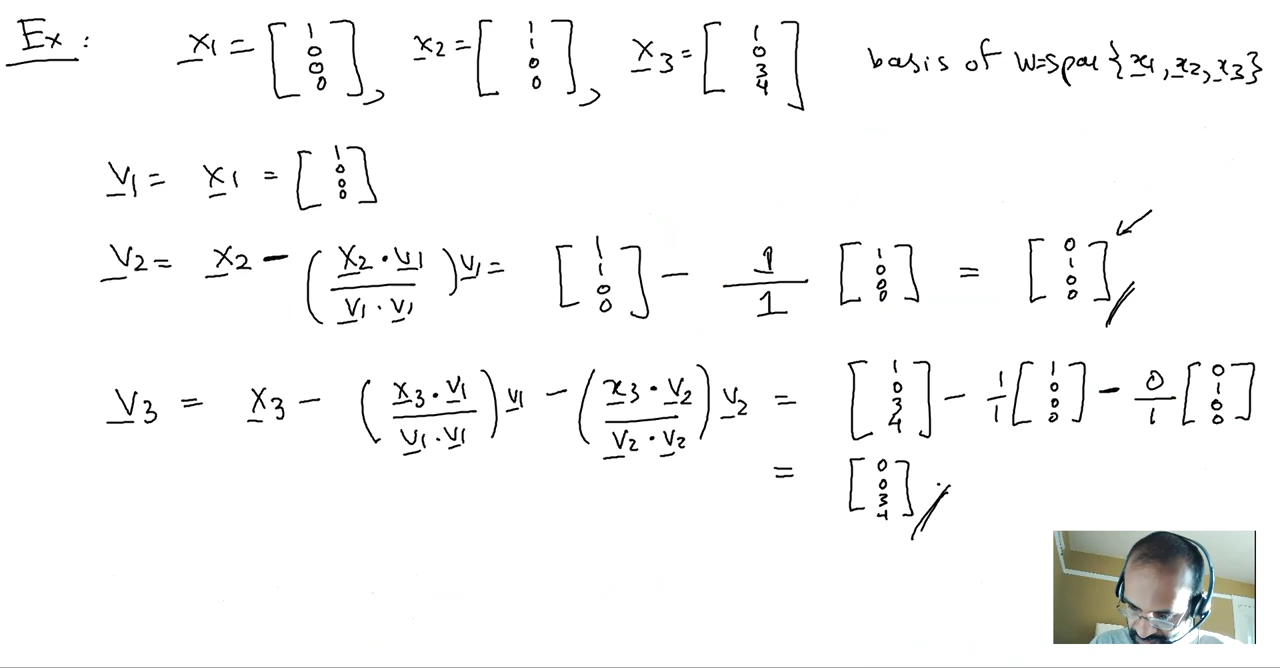 Ex: x1 = [1 0 0 0], x2 = [1 1 0 0], x3 = [1 0 3 4] basis of W=span{x1, x2, x3}
v1 = x1 = [1 0 0 0]
v2 = x2 - (x2 · v1 / v1 · v1) v1 = [1 1 0 0] - 1/1 [1 0 0 0] = [0 1 0 0]
v3 = x3 - (x3 · v1 / v1 · v1) v1 - (x3 · v2 / v2 · v2) v2 = [1 0 3 4] - 1/1 [1 0 0 0] - 0/1 [0 1 0 0]
= [0 0 3 4]